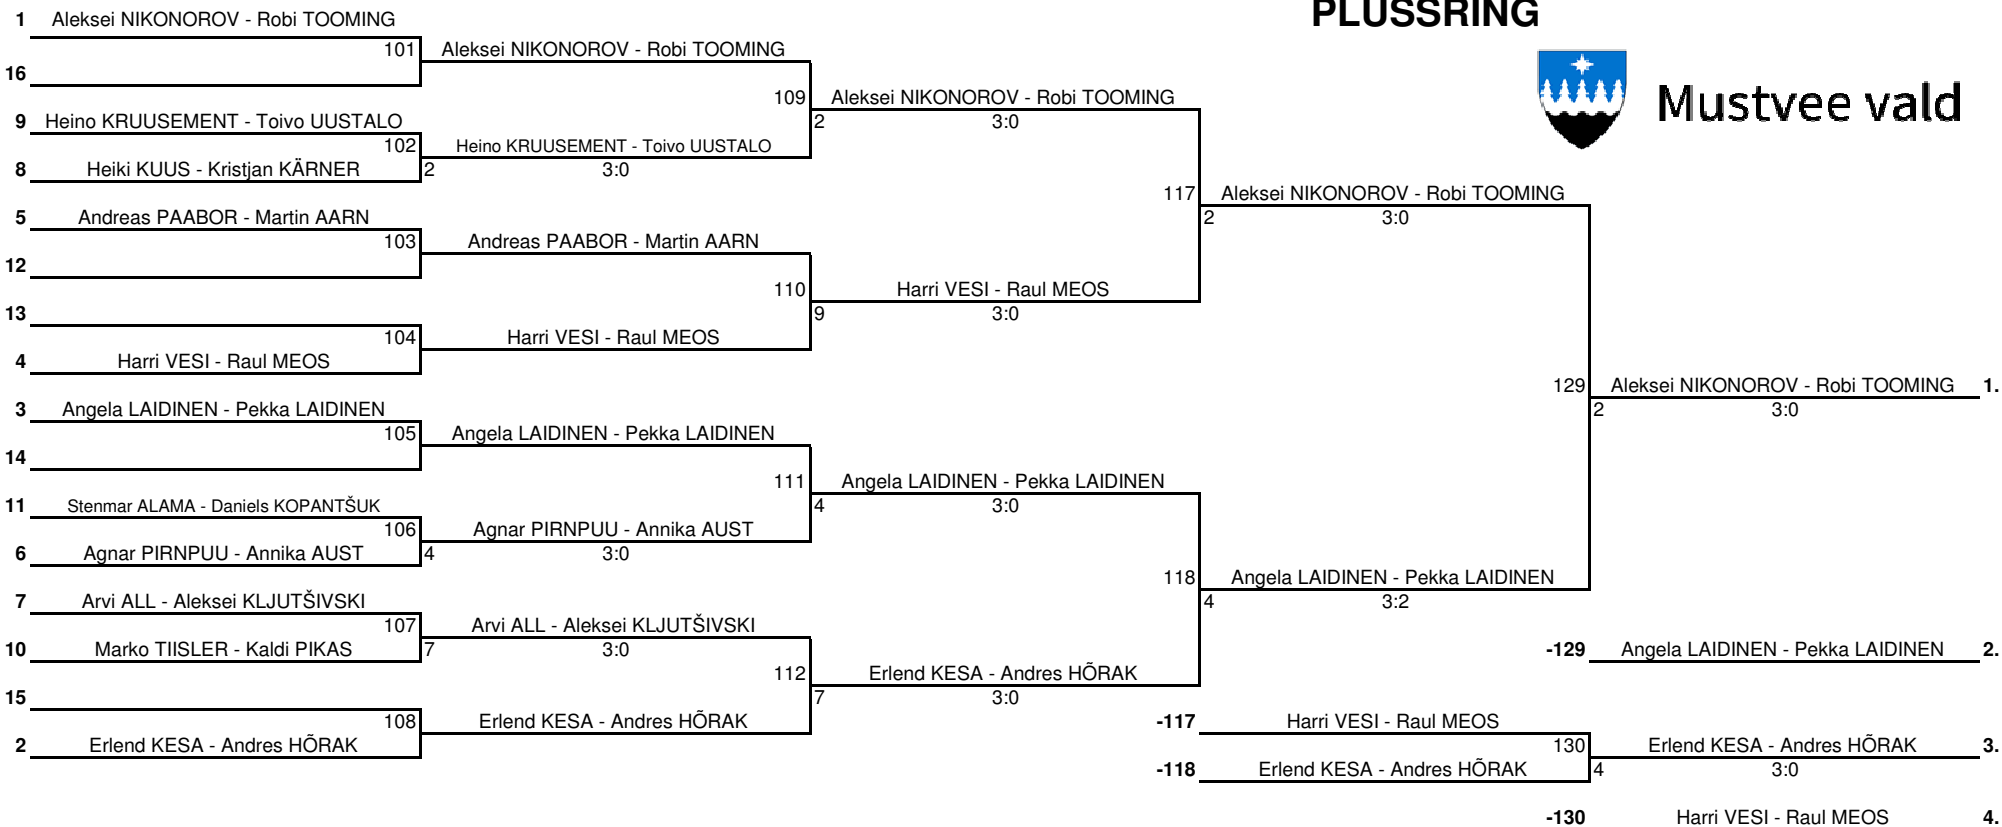 PLUSSRING
Mustvee vald
1 Aleksei NIKONOROV - Robi TOOMING
101 Aleksei NIKONOROV - Robi TOOMING
16
109 Aleksei NIKONOROV - Robi TOOMING
2 3:0
9 Heino KRUUSEMENT - Toivo UUSTALO
102 Heino KRUUSEMENT - Toivo UUSTALO
8 Heiki KUUS - Kristjan KÄRNER 2 3:0
117 Aleksei NIKONOROV - Robi TOOMING
2 3:0
5 Andreas PAABOR - Martin AARN
103 Andreas PAABOR - Martin AARN
12
110 Harri VESI - Raul MEOS
9 3:0
13
104 Harri VESI - Raul MEOS
4 Harri VESI - Raul MEOS
129 Aleksei NIKONOROV - Robi TOOMING 1.
2 3:0
3 Angela LAIDINEN - Pekka LAIDINEN
105 Angela LAIDINEN - Pekka LAIDINEN
14
111 Angela LAIDINEN - Pekka LAIDINEN
4 3:0
11 Stenmar ALAMA - Daniels KOPANTŠUK
106 Agnar PIRNPUU - Annika AUST
6 Agnar PIRNPUU - Annika AUST 4 3:0
118 Angela LAIDINEN - Pekka LAIDINEN
4 3:2
7 Arvi ALL - Aleksei KLJUTŠIVSKI
107 Arvi ALL - Aleksei KLJUTŠIVSKI
10 Marko TIISLER - Kaldi PIKAS 7 3:0
-129 Angela LAIDINEN - Pekka LAIDINEN 2.
112 Erlend KESA - Andres HÕRAK
7 3:0
15
108 Erlend KESA - Andres HÕRAK
2 Erlend KESA - Andres HÕRAK
-117 Harri VESI - Raul MEOS
130 Erlend KESA - Andres HÕRAK 3.
-118 Erlend KESA - Andres HÕRAK 4 3:0
-130 Harri VESI - Raul MEOS 4.